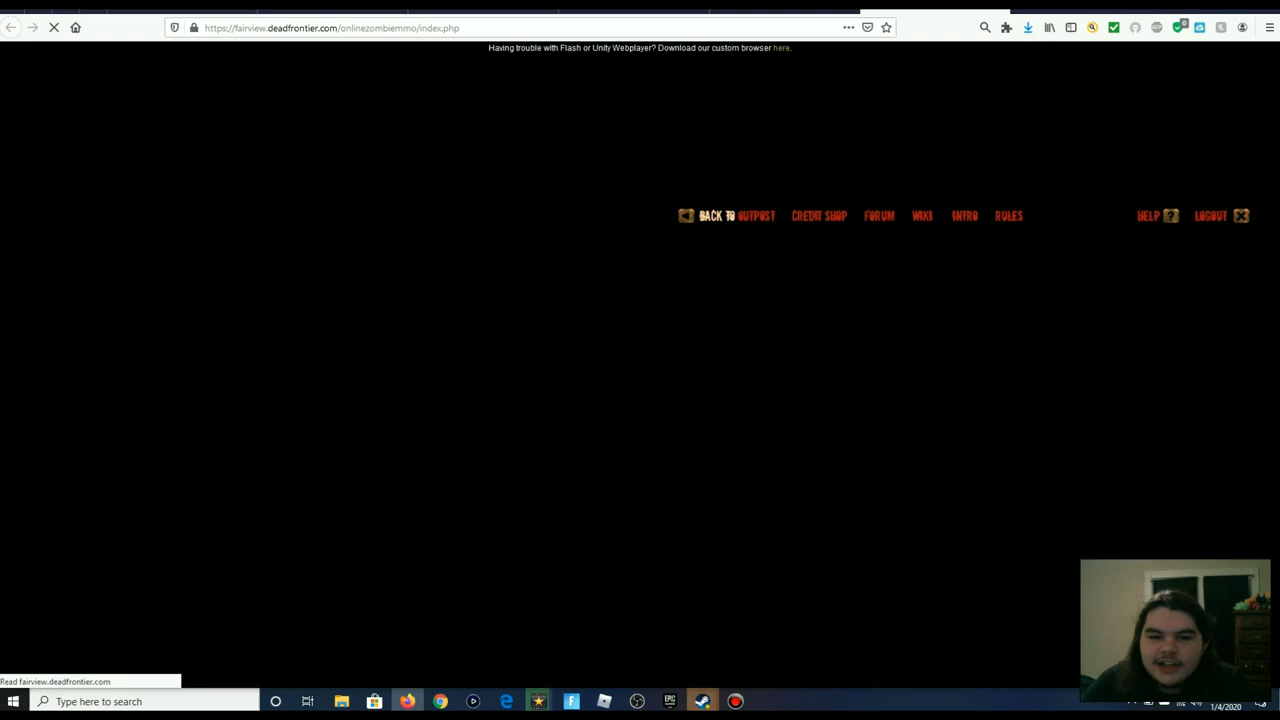 https://fairview.deadfrontier.com/onlinezombiemmo/index.php
0
Having trouble with Flash or Unity Webplayer? Download our custom browser here.
BACK TO OUTPOST CREDIT SHOP FORUM WIKI INTRO RULES HELP ? LOGOUT X
Read fairview.deadfrontier.com
Type here to search
1/4/2020